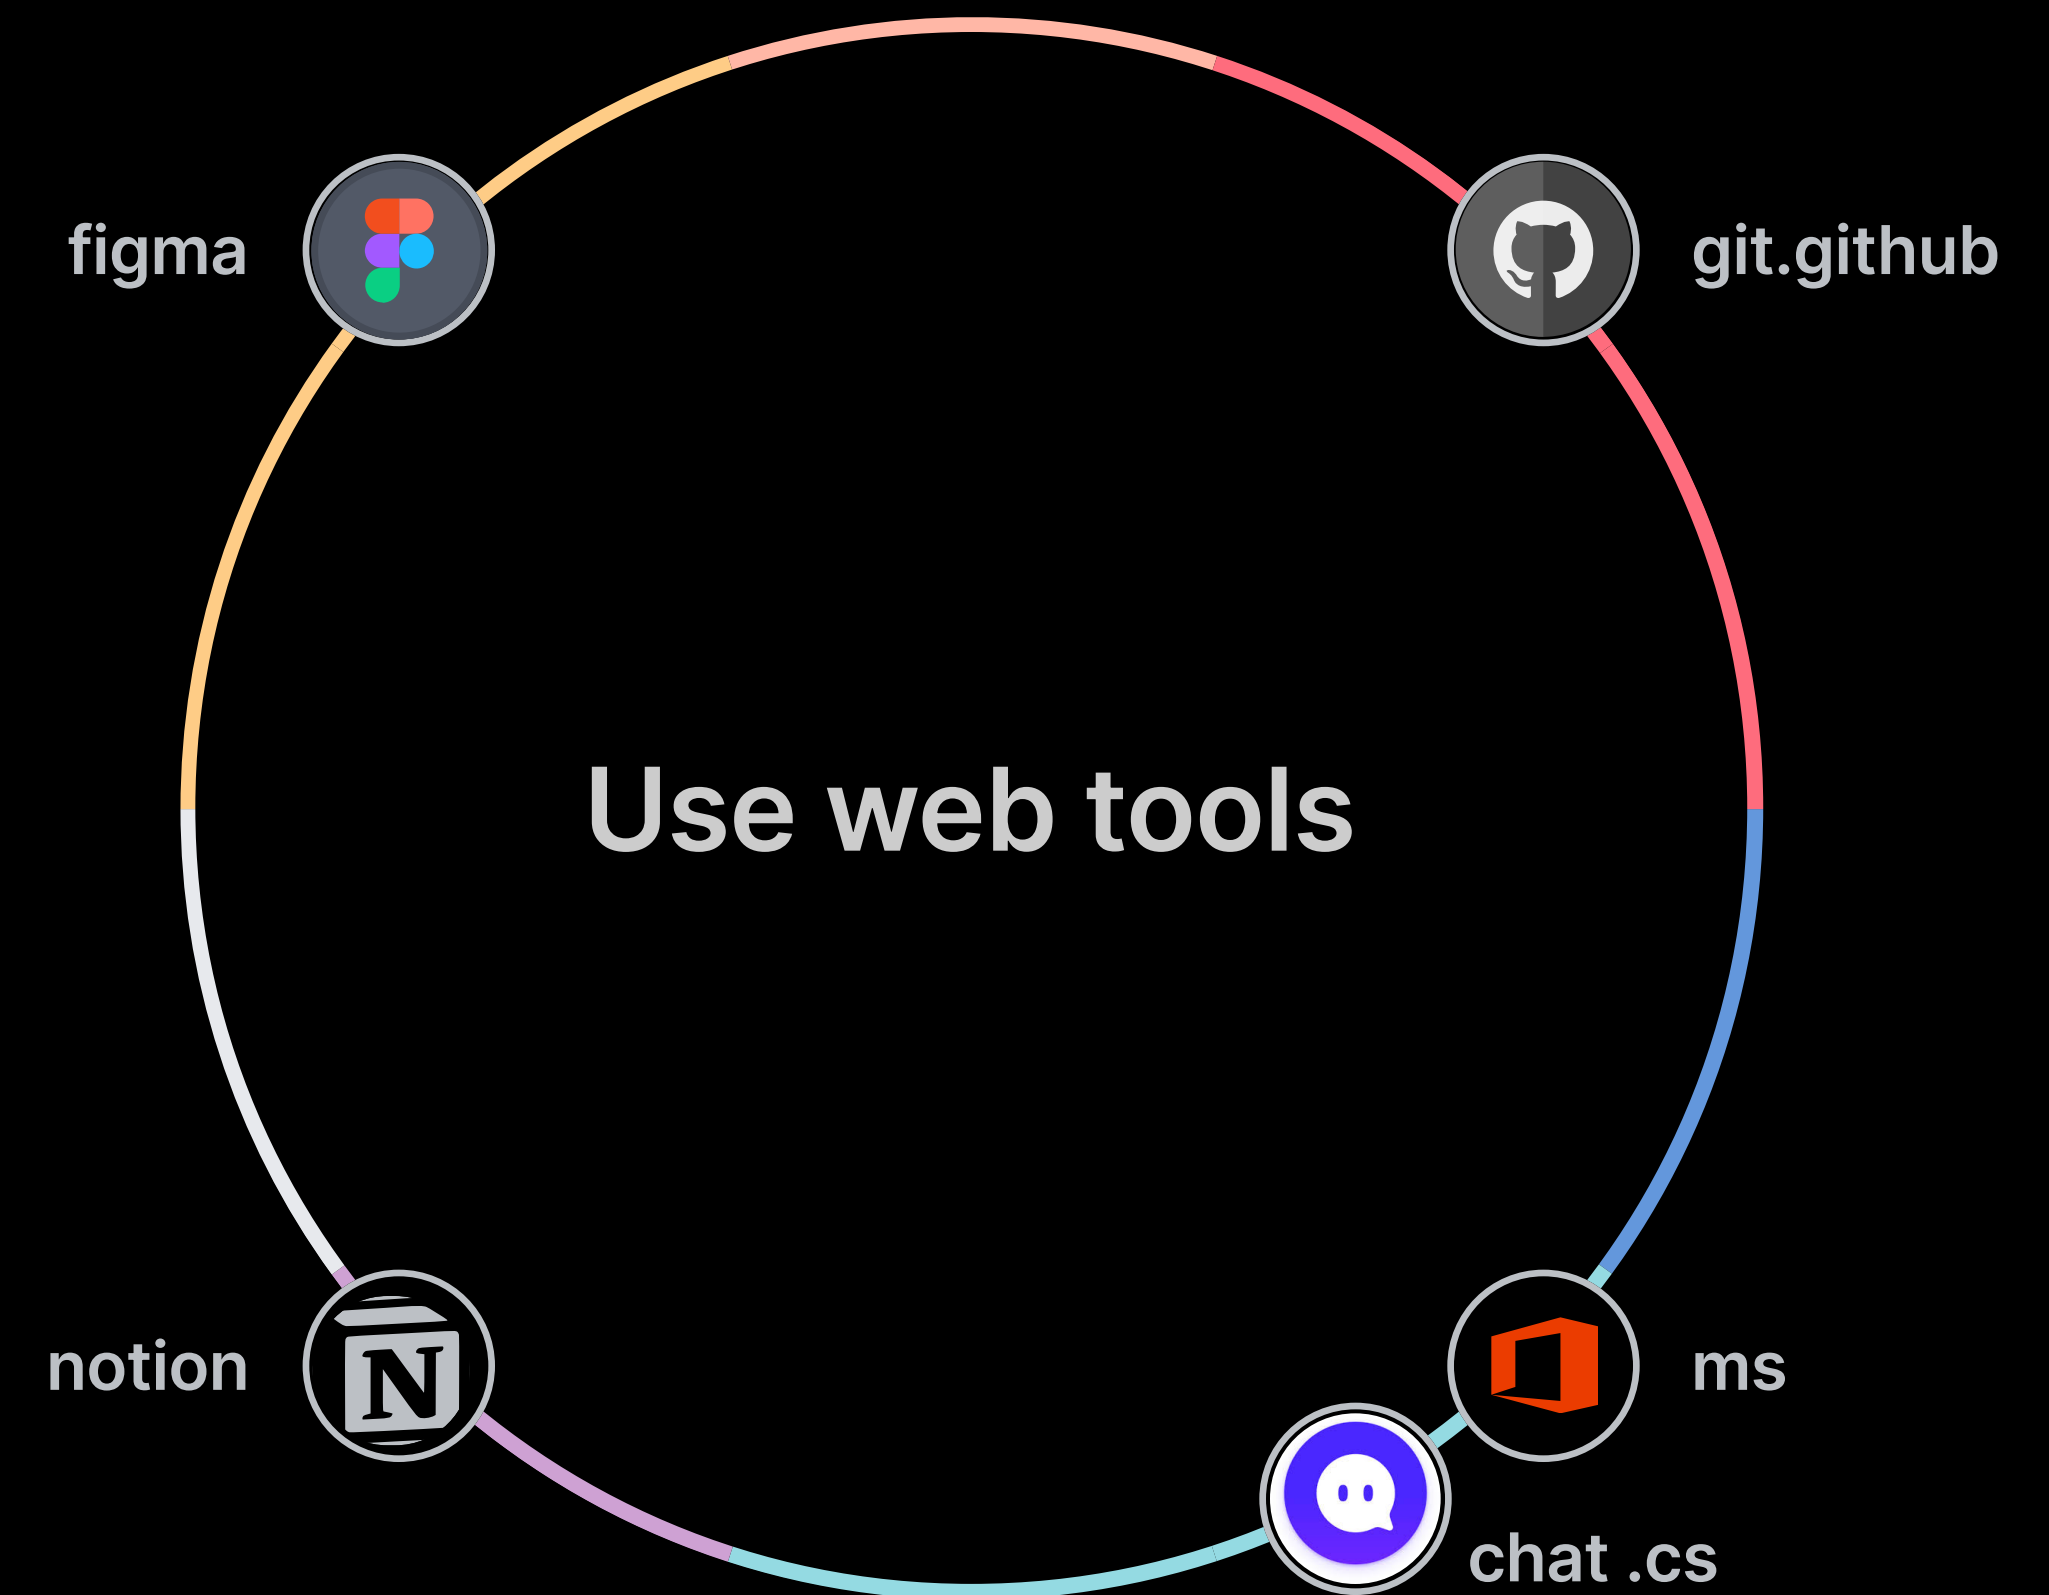 figma
git.github
Use web tools
notion
N
ms
chat .cs